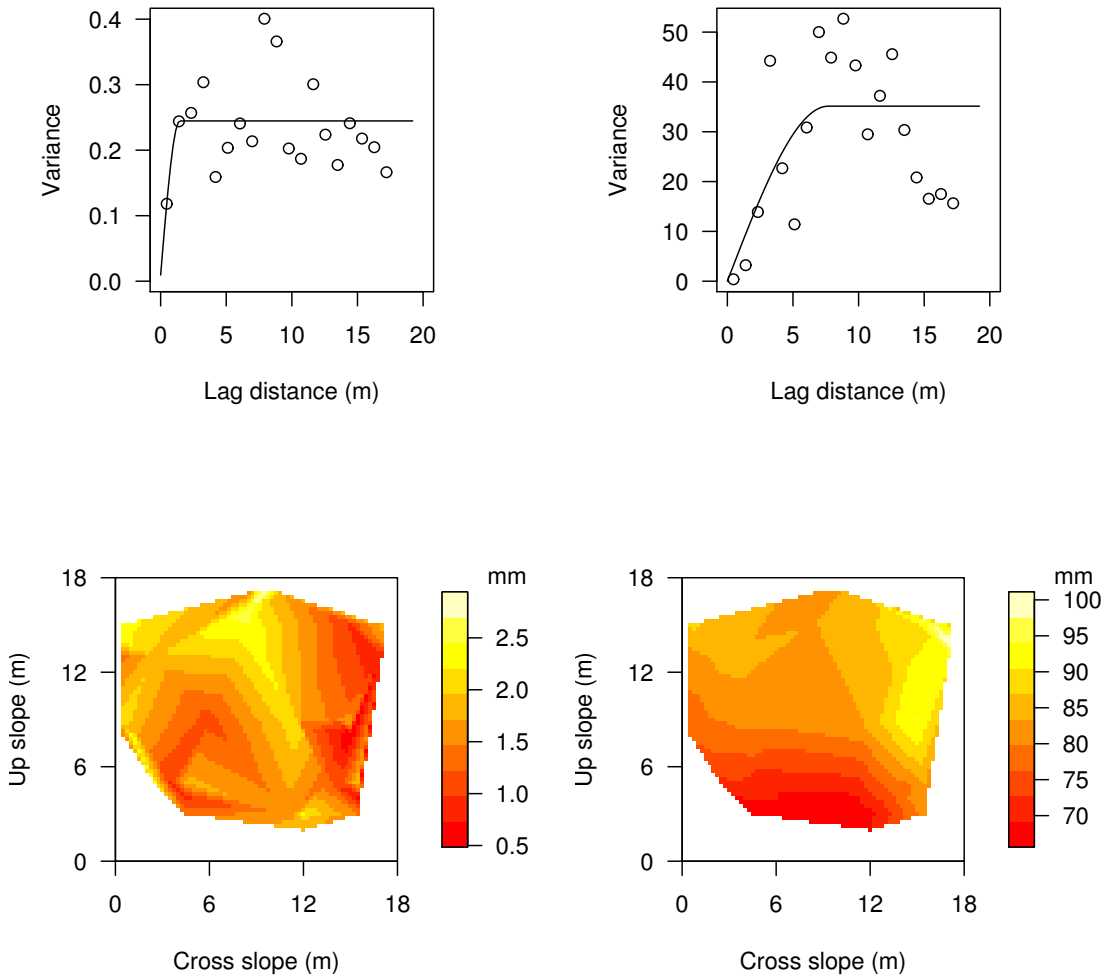 0.4
0.3
0.2
0.1
0.0
Variance
0 5 10 15 20
Lag distance (m)
50
40
30
20
10
0
Variance
0 5 10 15 20
Lag distance (m)
18
12
6
0
Up slope (m)
0 6 12 18
Cross slope (m)
mm
2.5
2.0
1.5
1.0
0.5
18
12
6
0
Up slope (m)
0 6 12 18
Cross slope (m)
mm
100
95
90
85
80
75
70